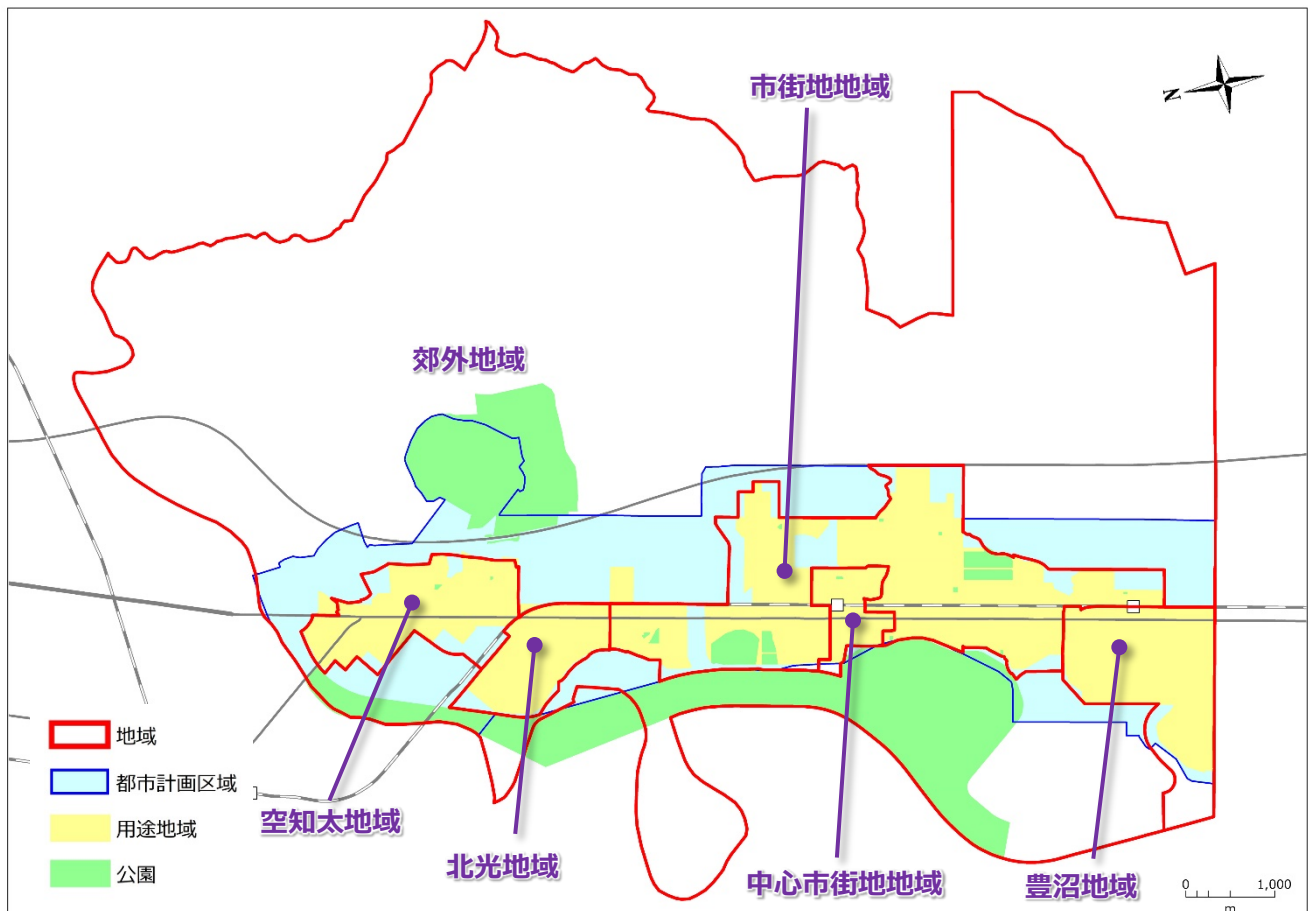 市街地地域
N
郊外地域
地域
都市計画区域
用途地域
公園
空知太地域
北光地域
中心市街地地域
豊沼地域
0 1,000
m